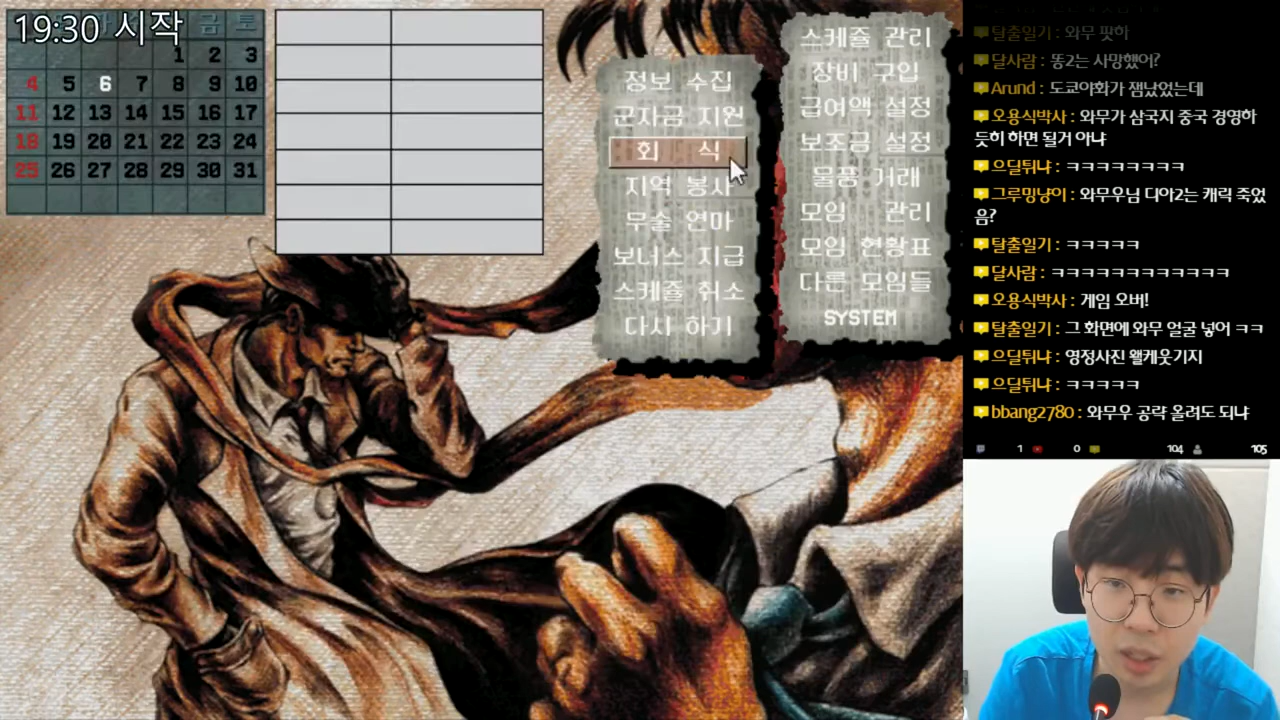 19:30 시작
금 토
1 2 3
4 5 6 7 8 9 10
11 12 13 14 15 16 17
18 19 20 21 22 23 24
25 26 27 28 29 30 31
정보 수집
군자금 지원
회 식
지역 봉사
무술 연마
보너스 지급
스케쥴 취소
다시 하기
스케쥴 관리
장비 구입
급여액 설정
보조금 설정
물품 거래
모임 관리
모임 현황표
다른 모임들
SYSTEM
탈출일기 : 와무 팟하
달사람 : 똥2는 사망했어?
Arund : 도쿄야화가 잼났었는데
오용식박사 : 와무가 삼국지 중국 경영하
듯히 하면 될거 아냐
으딜튀냐 : ㅋㅋㅋㅋㅋㅋㅋㅋ
그루밍냥이 : 와무우님 디아2는 캐릭 죽었
음?
탈출일기 : ㅋㅋㅋㅋㅋ
달사람 : ㅋㅋㅋㅋㅋㅋㅋㅋㅋㅋㅋㅋ
오용식박사 : 게임 오버!
탈출일기 : 그 화면에 와무 얼굴 넣어 ㅋㅋ
으딜튀냐 : 영정사진 왤케웃기지
으딜튀냐 : ㅋㅋㅋㅋㅋ
bbang2780 : 와무우 공략 올려도 되냐
1 0 104 105